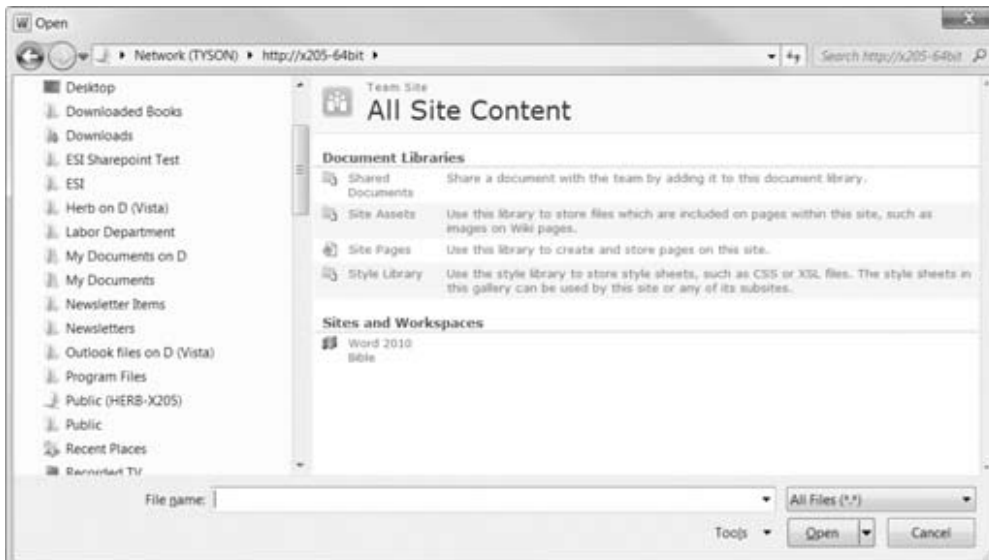 Open
Network (TYSON) http://x205-64bit
Search http://x205-64bit
Desktop
Downloaded Books
Downloads
ESI Sharepoint Test
ESI
Herb on D (Vista)
Labor Department
My Documents on D
My Documents
Newsletter Items
Newsletters
Outlook files on D (Vista)
Program Files
Public (HERB-X205)
Public
Recent Places
Recorded TV
Team Site
All Site Content
Document Libraries
Shared
Documents
Share a document with the team by adding it to this document library.
Site Assets
Use this library to store files which are included on pages within this site, such as
images on Wiki pages.
Site Pages
Use this library to create and store pages on this site.
Style Library
Use the style library to store style sheets, such as CSS or XSL files. The style sheets in
this gallery can be used by this site or any of its subsites.
Sites and Workspaces
Word 2010
Bible
File name:
All Files (*.*)
Tools
Open
Cancel